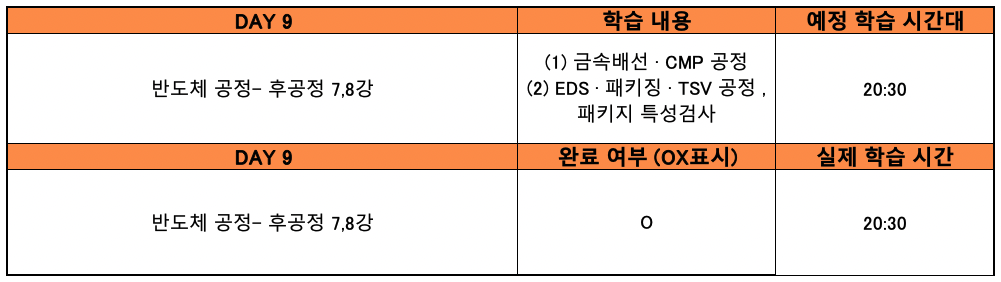 DAY 9 학습 내용 예정 학습 시간대
반도체 공정- 후공정 7,8강
(1) 금속배선 · CMP 공정
(2) EDS · 패키징 · TSV 공정 ,
패키지 특성검사
20:30
DAY 9 완료 여부 (OX표시) 실제 학습 시간
반도체 공정- 후공정 7,8강 O 20:30